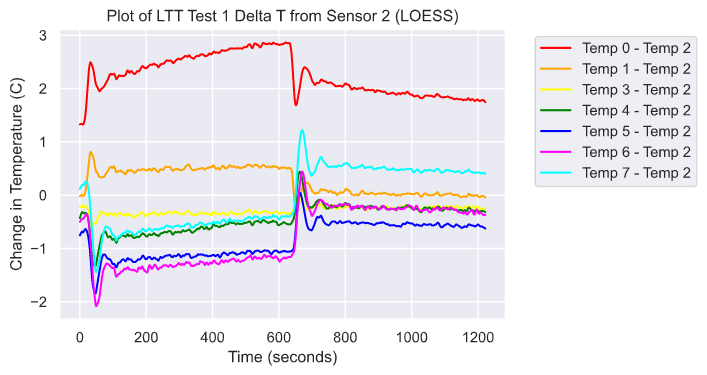 Plot of LTT Test 1 Delta T from Sensor 2 (LOESS)
Change in Temperature (C)
3
2
1
0
−1
−2
0 200 400 600 800 1000 1200
Time (seconds)
Temp 0 - Temp 2
Temp 1 - Temp 2
Temp 3 - Temp 2
Temp 4 - Temp 2
Temp 5 - Temp 2
Temp 6 - Temp 2
Temp 7 - Temp 2